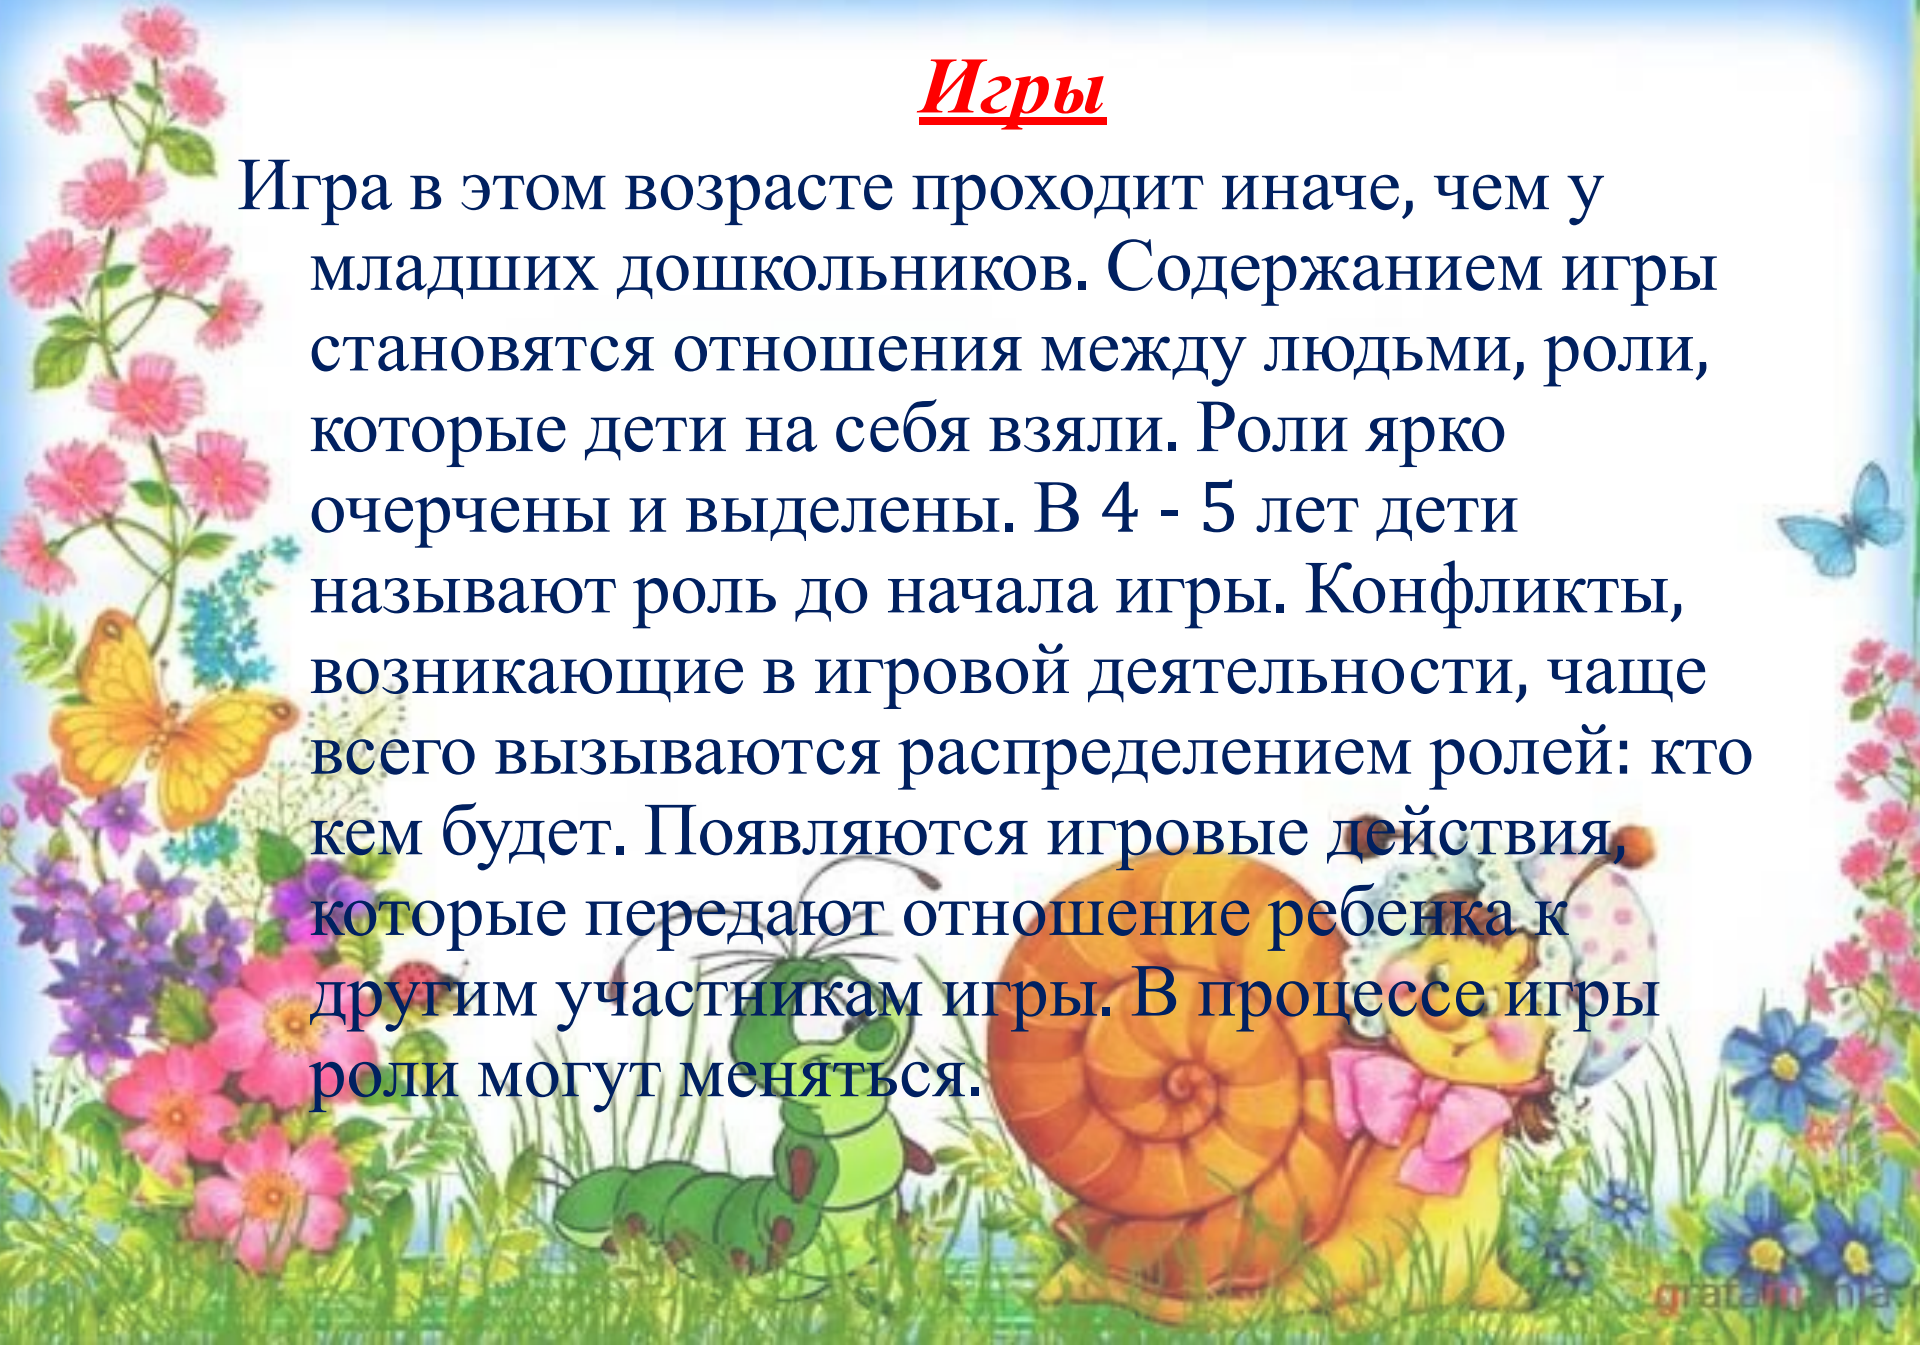 Игры
Игра в этом возрасте проходит иначе, чем у
младших дошкольников. Содержанием игры
становятся отношения между людьми, роли,
которые дети на себя взяли. Роли ярко
очерчены и выделены. В 4 - 5 лет дети
называют роль до начала игры. Конфликты,
возникающие в игровой деятельности, чаще
всего вызываются распределением ролей: кто
кем будет. Появляются игровые действия,
которые передают отношение ребенка к
другим участникам игры. В процессе игры
роли могут меняться.